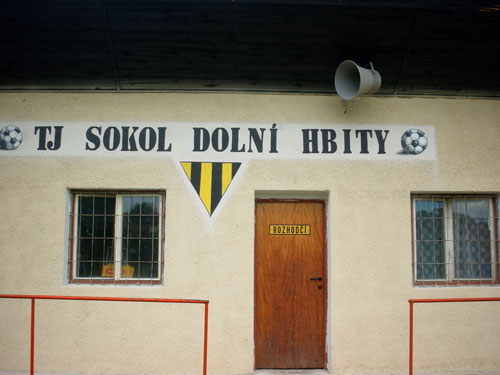 TJ SOKOL DOLNÍ HBITY
ROZHODČÍ